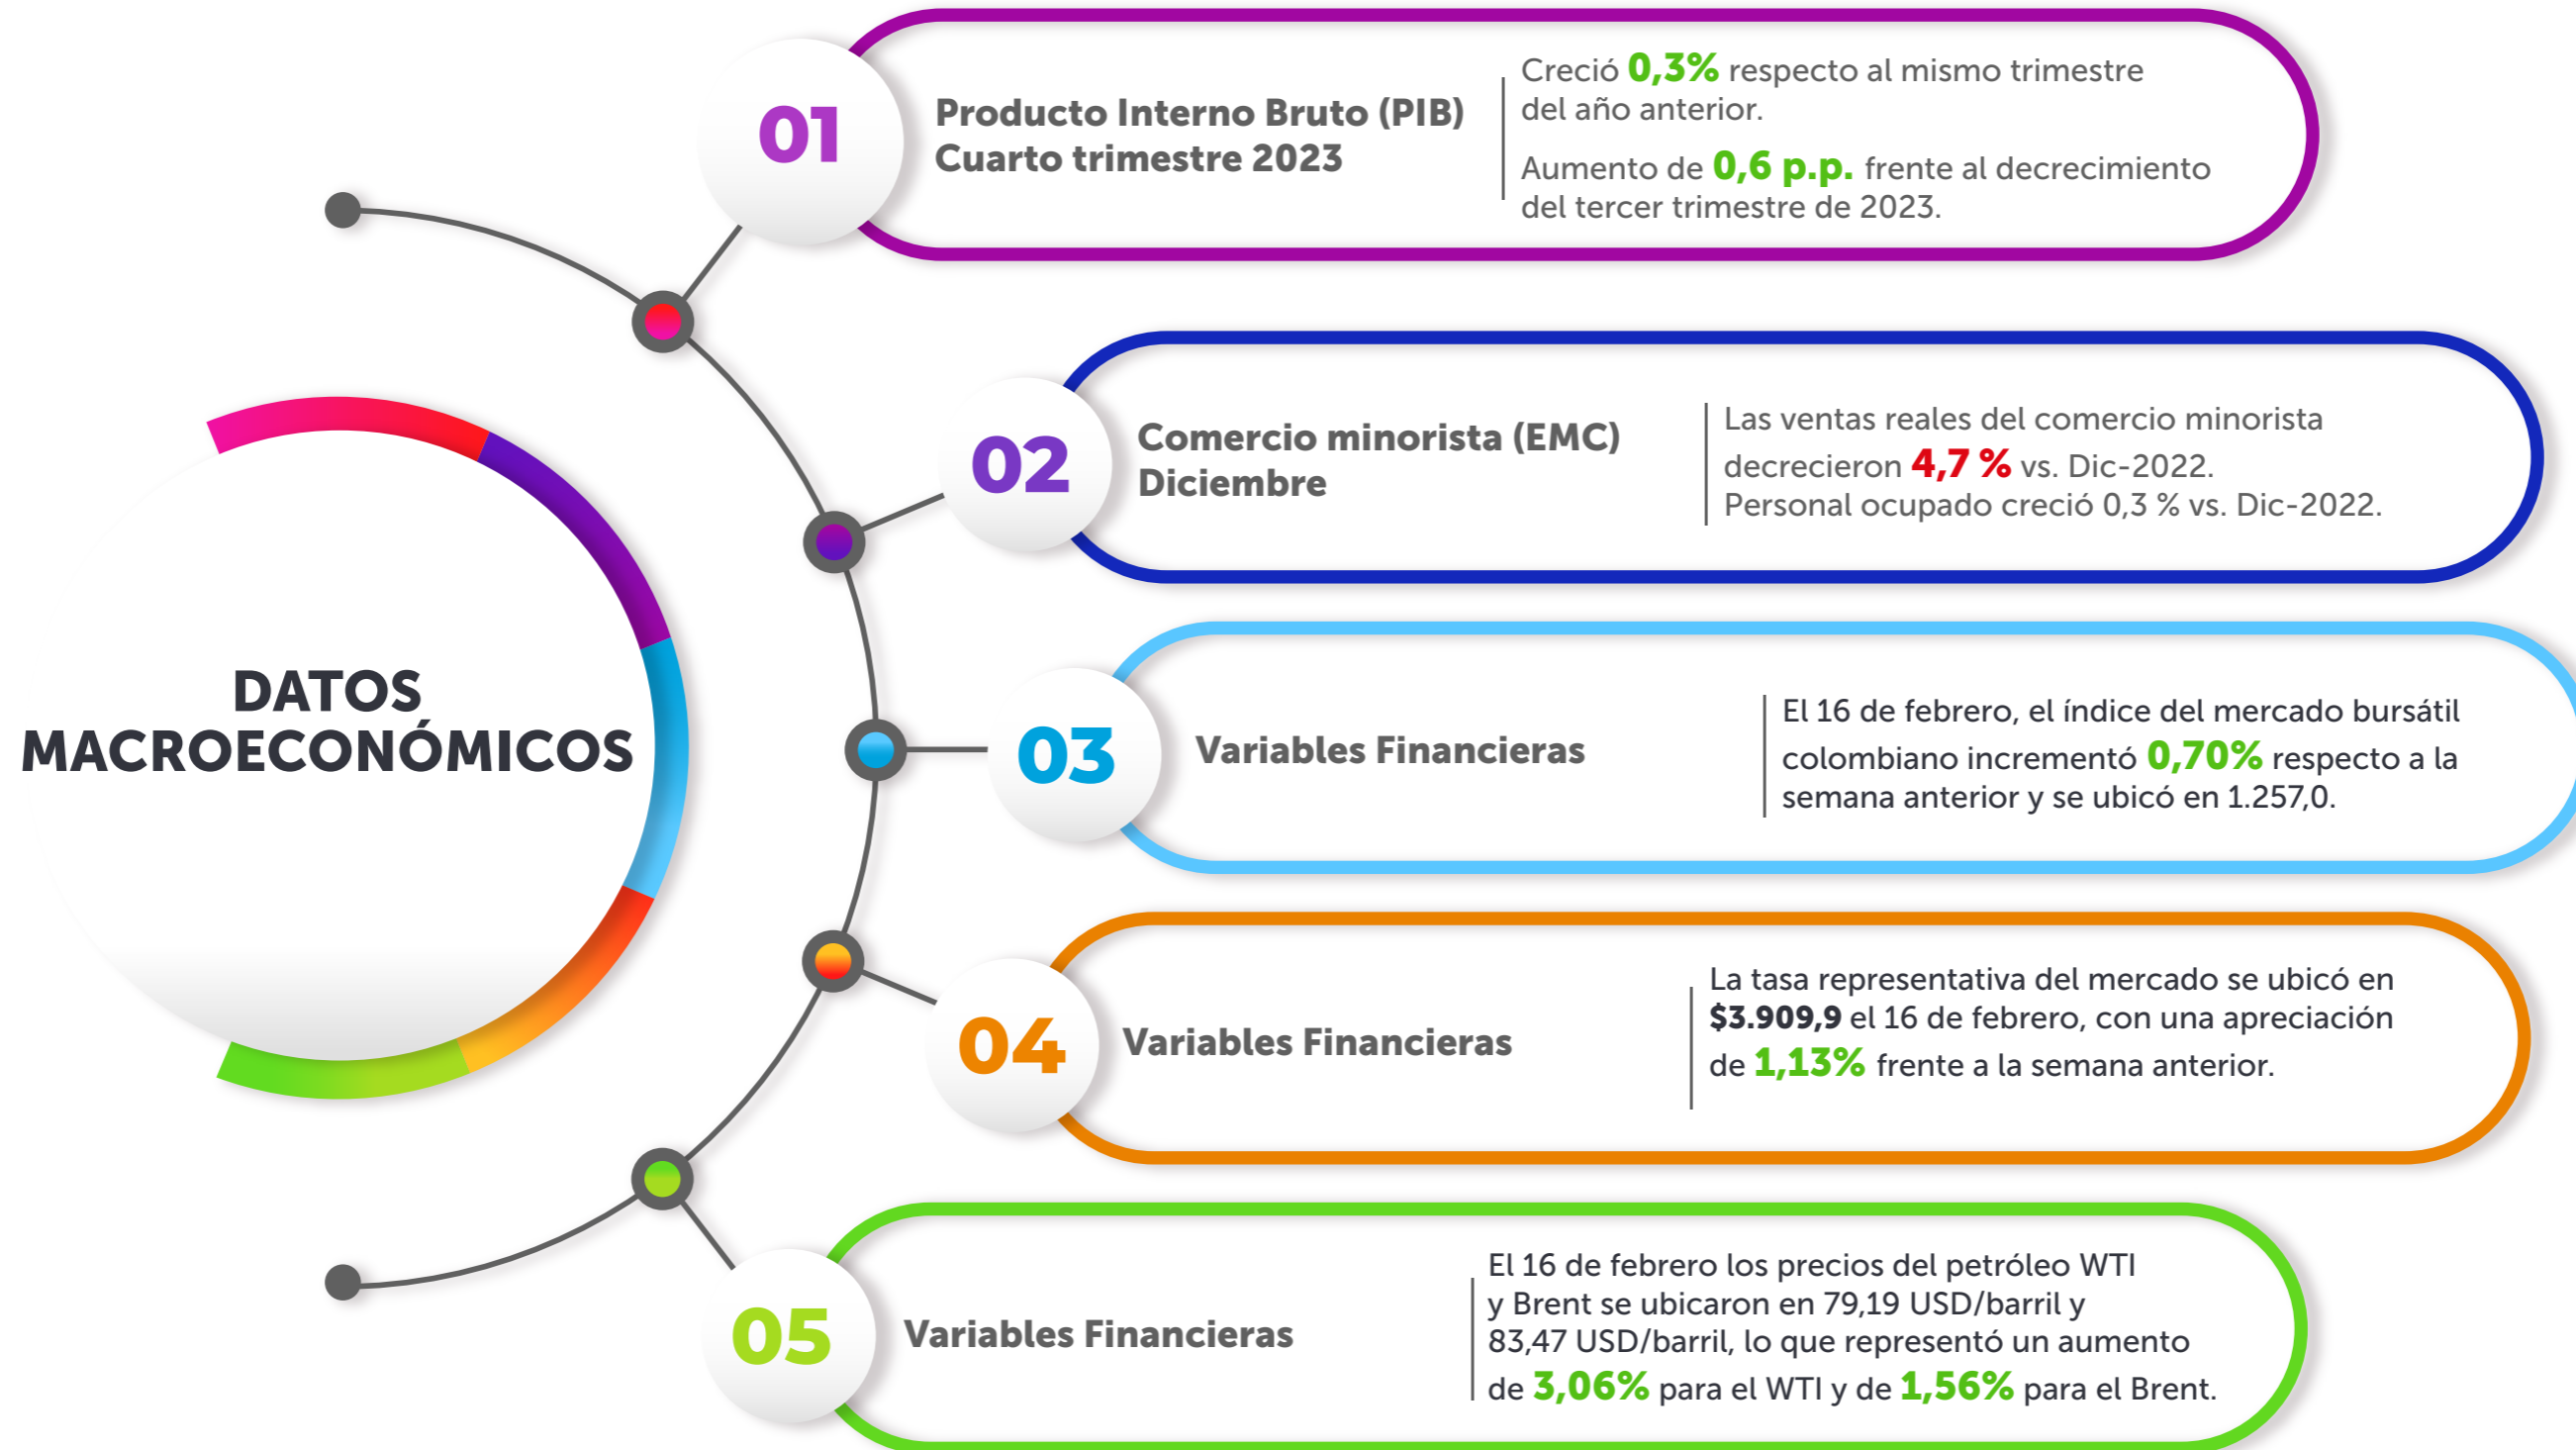 DATOS
MACROECONÓMICOS
01
Producto Interno Bruto (PIB)
Cuarto trimestre 2023
Creció 0,3% respecto al mismo trimestre
del año anterior.
Aumento de 0,6 p.p. frente al decrecimiento
del tercer trimestre de 2023.
02
Comercio minorista (EMC)
Diciembre
Las ventas reales del comercio minorista
decrecieron 4,7 % vs. Dic-2022.
Personal ocupado creció 0,3 % vs. Dic-2022.
03
Variables Financieras
El 16 de febrero, el índice del mercado bursátil
colombiano incrementó 0,70% respecto a la
semana anterior y se ubicó en 1.257,0.
04
Variables Financieras
La tasa representativa del mercado se ubicó en
$3.909,9 el 16 de febrero, con una apreciación
de 1,13% frente a la semana anterior.
05
Variables Financieras
El 16 de febrero los precios del petróleo WTI
y Brent se ubicaron en 79,19 USD/barril y
83,47 USD/barril, lo que representó un aumento
de 3,06% para el WTI y de 1,56% para el Brent.